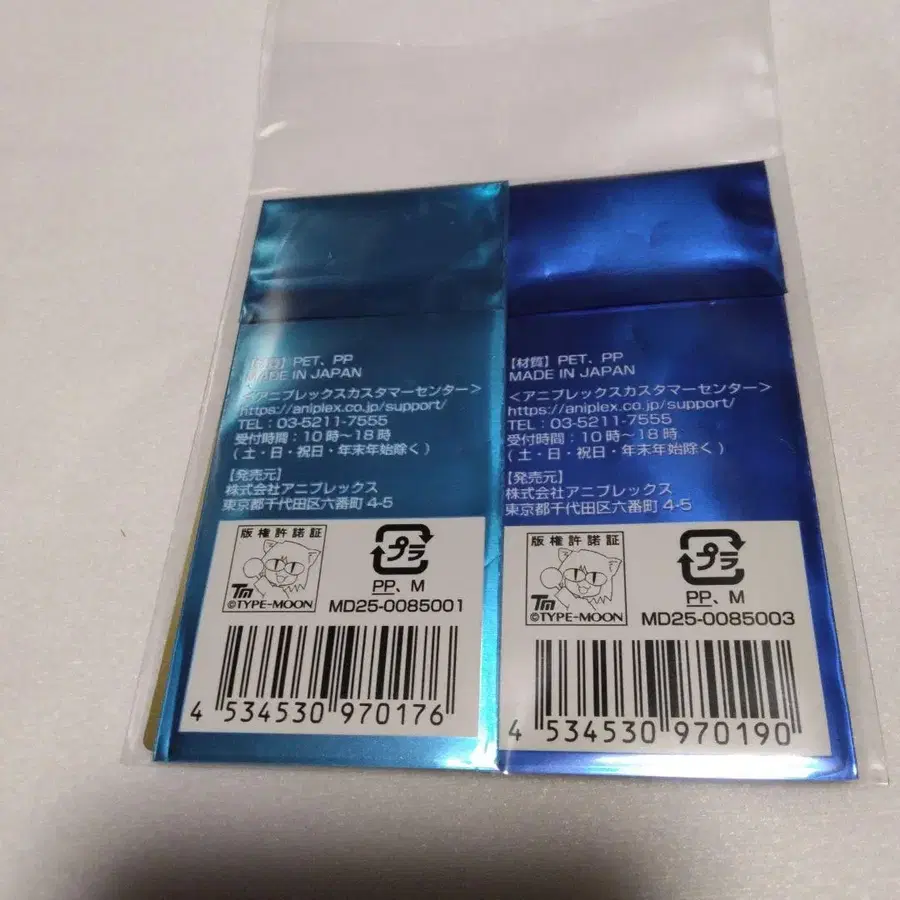 【材質】PET、PP
MADE IN JAPAN
＜アニプレックスカスタマーセンター＞
https://aniplex.co.jp/support/
TEL：03-5211-7555
受付時間：10時～18時
（土・日・祝日・年末年始除く）
【発売元】
株式会社アニプレックス
東京都千代田区六番町 4-5
版権許諾証
TM
©TYPE-MOON
プラ
PP、M
MD25-0085001
4 534530 970176
【材質】PET、PP
MADE IN JAPAN
＜アニプレックスカスタマーセンター＞
https://aniplex.co.jp/support/
TEL：03-5211-7555
受付時間：10時～18時
（土・日・祝日・年末年始除く）
【発売元】
株式会社アニプレックス
東京都千代田区六番町 4-5
版権許諾証
TM
©TYPE-MOON
プラ
PP、M
MD25-0085003
4 534530 970190